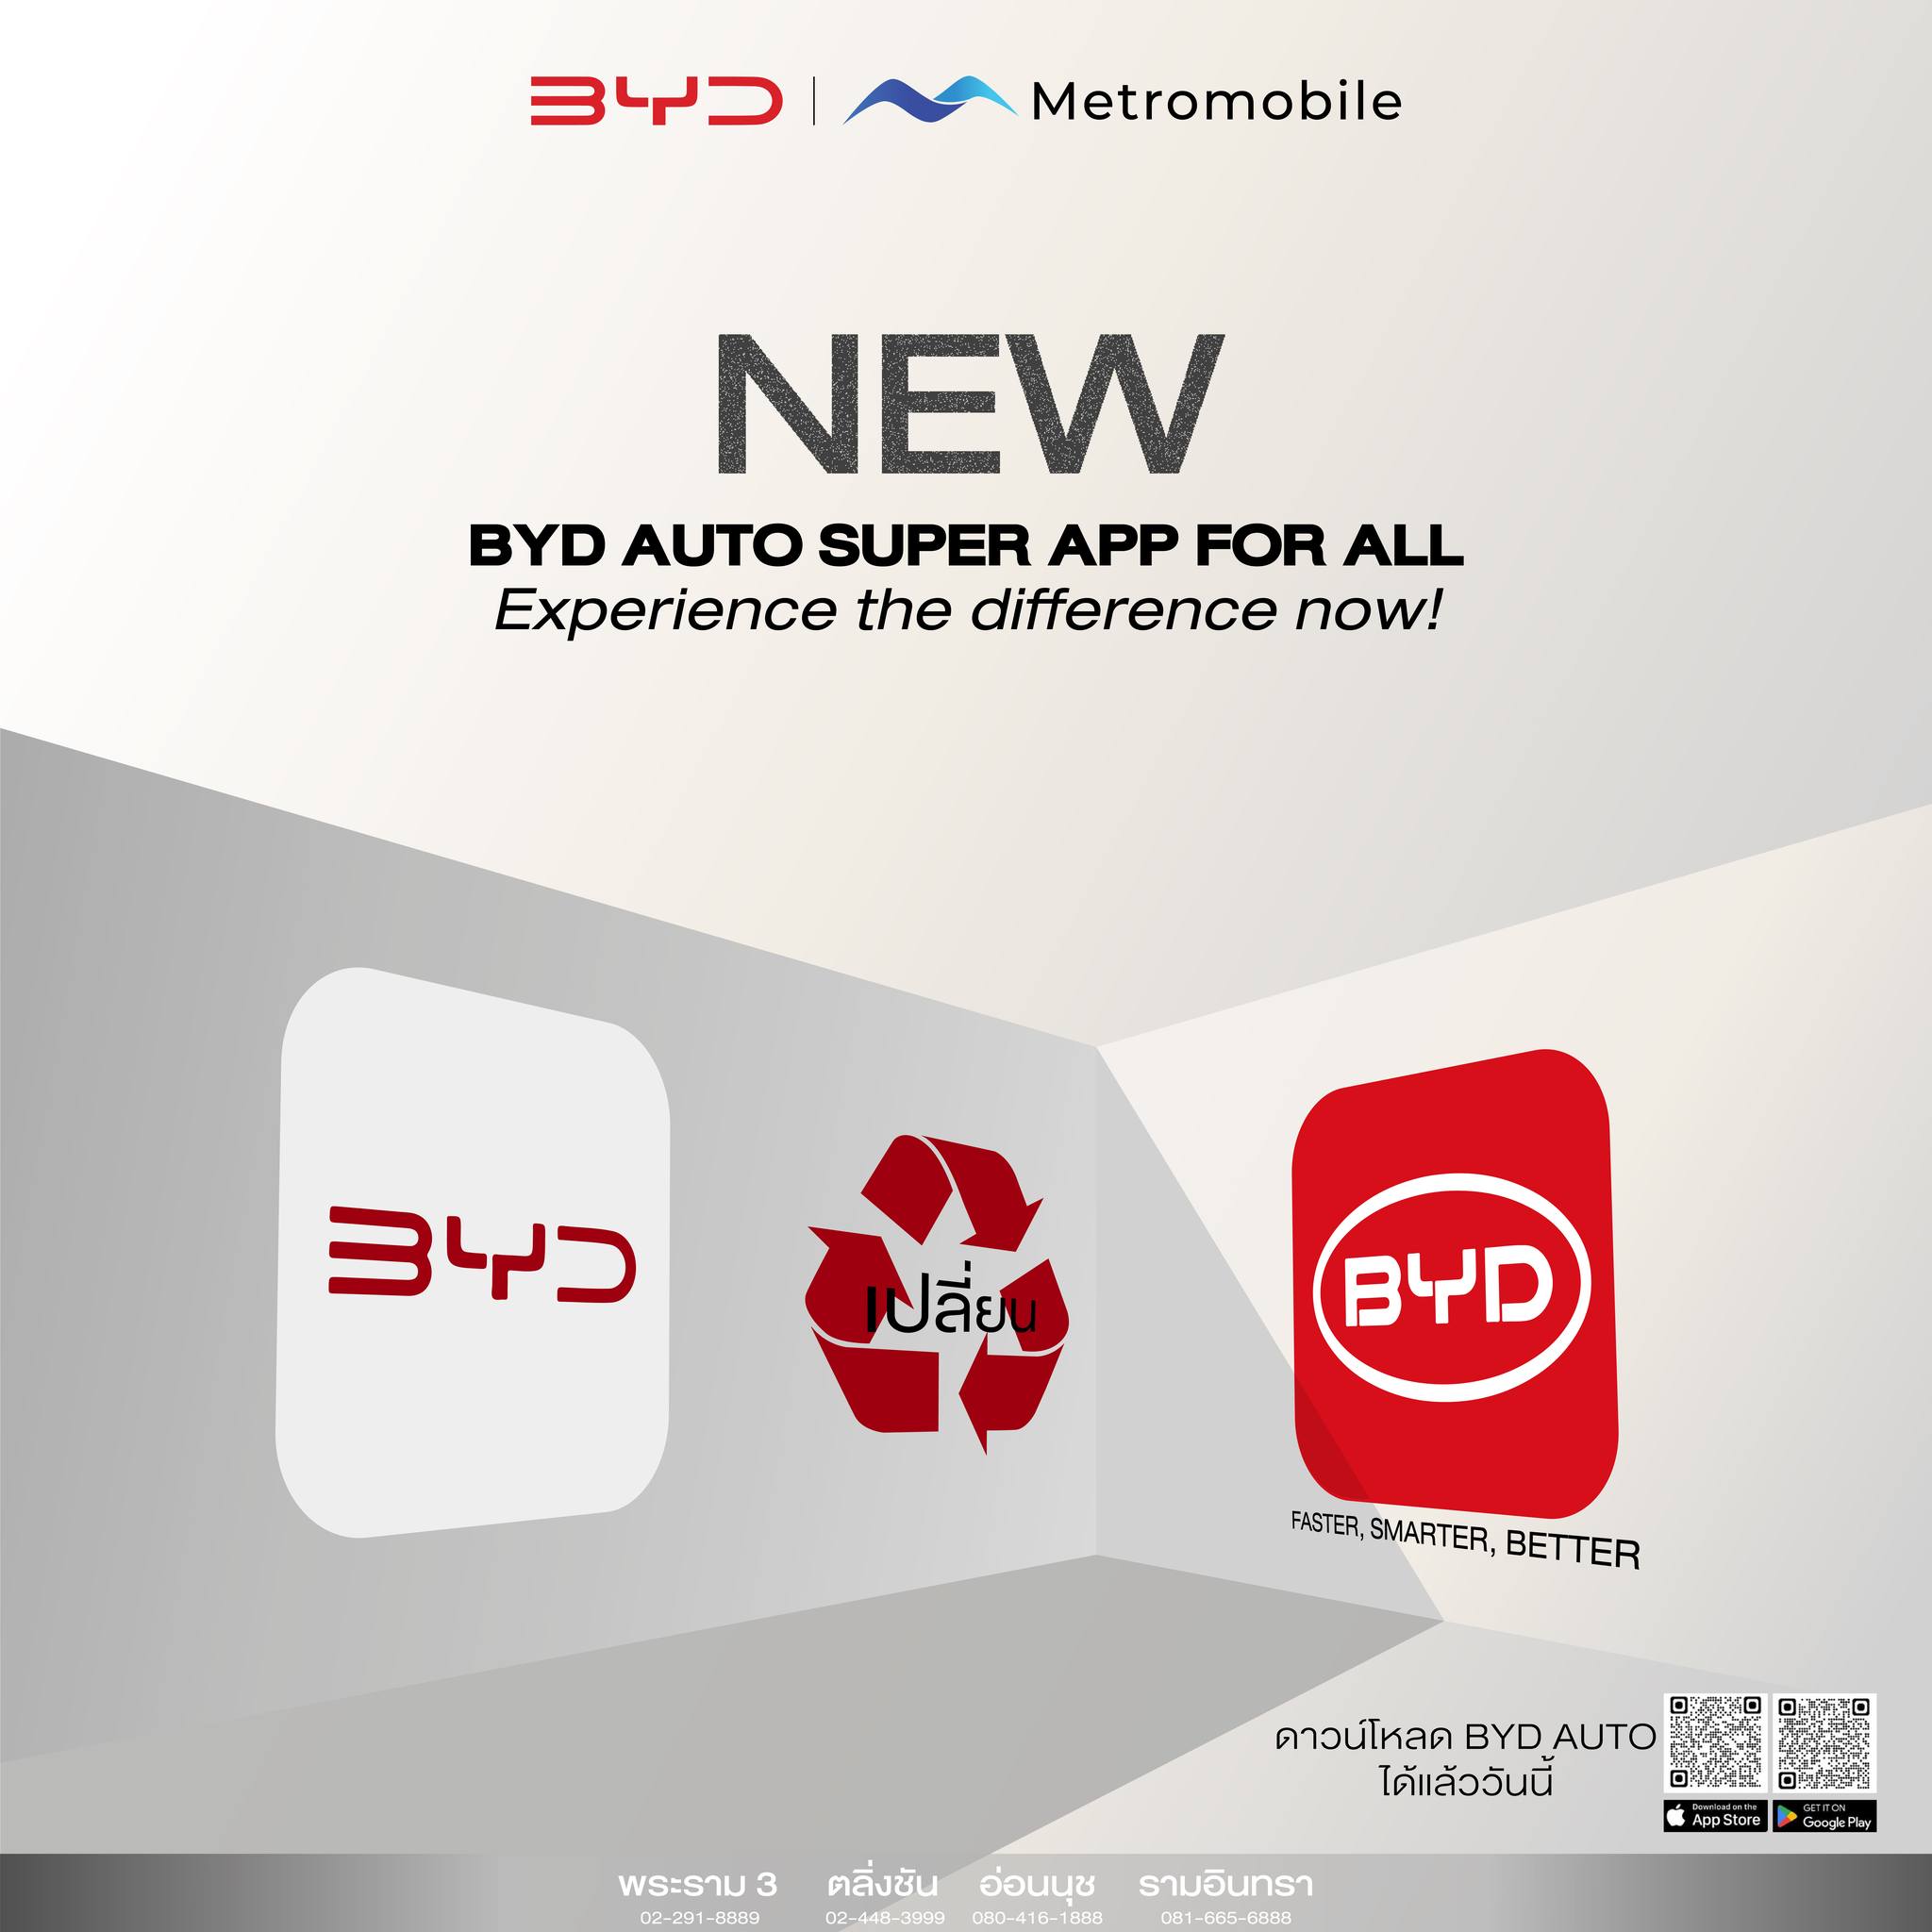 BYD | Metromobile
NEW
BYD AUTO SUPER APP FOR ALL
Experience the difference now!
BYD
เปลี่ยน
BYD
FASTER, SMARTER, BETTER
ดาวน์โหลด BYD AUTO
ได้แล้ววันนี้
Download on the
App Store
GET IT ON
Google Play
พระราม 3 ตลิ่งชัน อ่อนนุช รามอินทรา
02-291-8889 02-448-3999 080-416-1888 081-665-6888